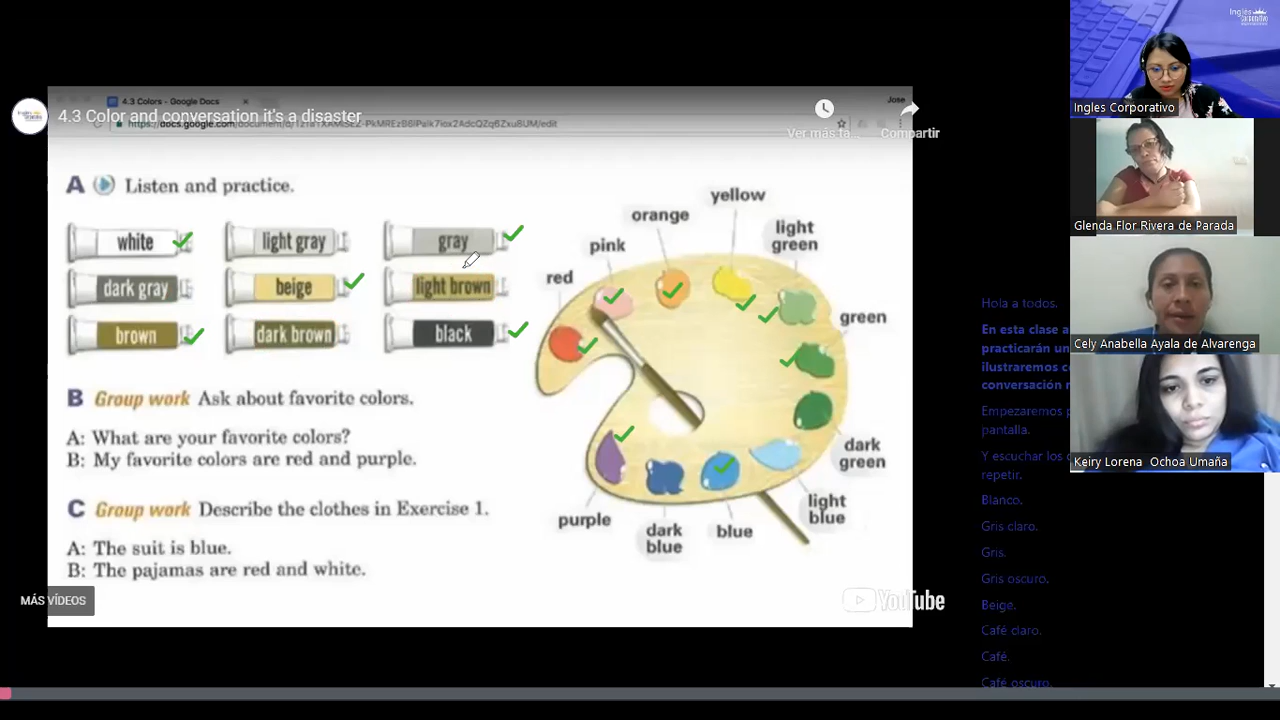 4.3 Colors - Google Docs
Jose
4.3 Color and conversation it's a disaster
Ver más ta...
Compartir
A Listen and practice.
white
light gray
gray
dark gray
beige
light brown
brown
dark brown
black
yellow
orange
light
green
pink
red
green
dark
green
light
blue
blue
dark
blue
purple
B Group work Ask about favorite colors.
A: What are your favorite colors?
B: My favorite colors are red and purple.
C Group work Describe the clothes in Exercise 1.
A: The suit is blue.
B: The pajamas are red and white.
MÁS VÍDEOS
YouTube
Ingles Corporativo
Glenda Flor Rivera de Parada
Cely Anabella Ayala de Alvarenga
Keiry Lorena Ochoa Umaña
Hola a todos.
En esta clase
practicarán un
ilustraremos
conversación
Empezaremos
pantalla.
Y escuchar los
repetir.
Blanco.
Gris claro.
Gris.
Gris oscuro.
Beige.
Café claro.
Café.
Café oscuro.